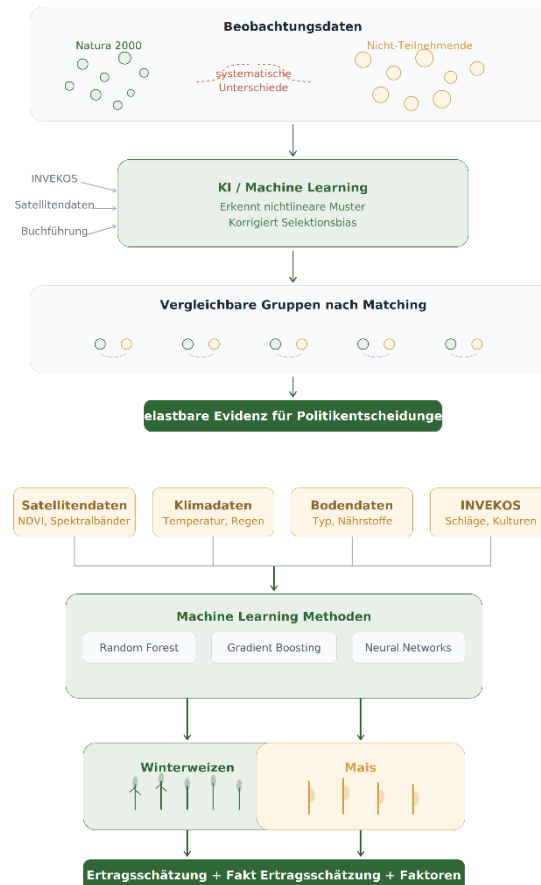 Beobachtungsdaten
Natura 2000
Nicht-Teilnehmende
systematische
Unterschiede
INVEKOS
Satellitendaten
Buchführung
KI / Machine Learning
Erkennt nichtlineare Muster
Korrigiert Selektionsbias
Vergleichbare Gruppen nach Matching
elastbare Evidenz für Politikentscheidunge
Satellitendaten
NDVI, Spektralbänder
Klimadaten
Temperatur, Regen
Bodendaten
Typ, Nährstoffe
INVEKOS
Schläge, Kulturen
Machine Learning Methoden
Random Forest
Gradient Boosting
Neural Networks
Winterweizen
Mais
Ertragsschätzung + Fakt Ertragsschätzung + Faktoren